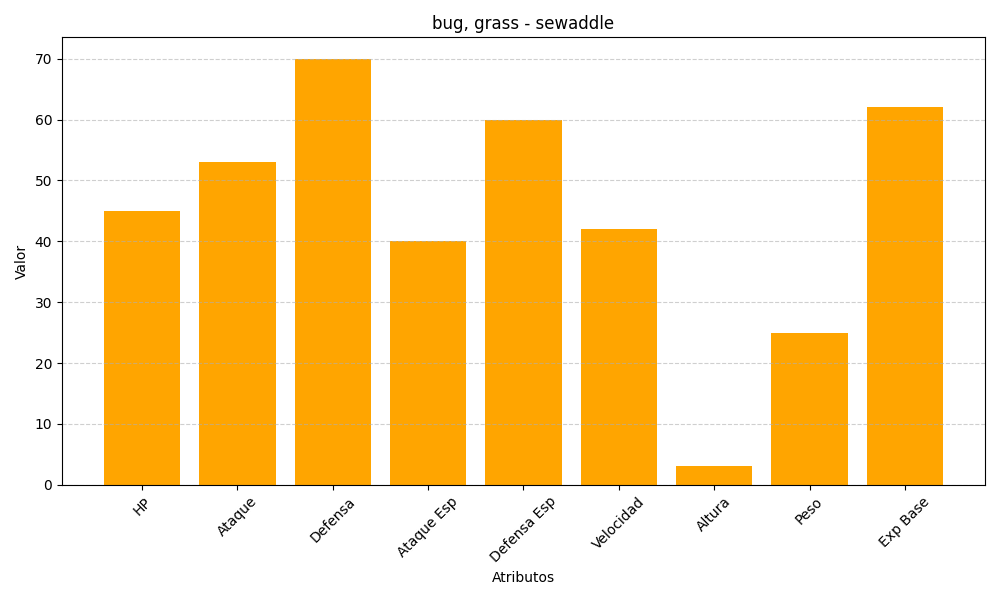 bug, grass - sewaddle
Valor
70
60
50
40
30
20
10
0
HP
Ataque
Defensa
Ataque Esp
Defensa Esp
Velocidad
Altura
Peso
Exp Base
Atributos